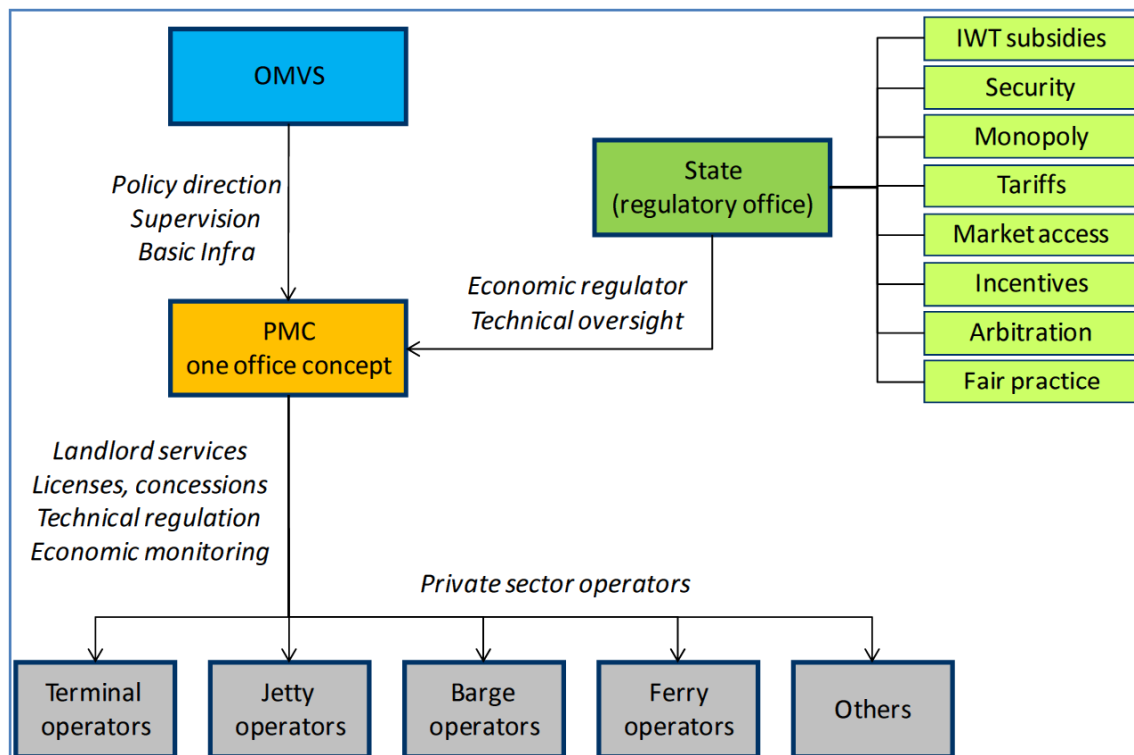 OMVS
IWT subsidies
Security
Monopoly
Tariffs
Market access
Incentives
Arbitration
Fair practice
State
(regulatory office)
Policy direction
Supervision
Basic Infra
Economic regulator
Technical oversight
PMC
one office concept
Landlord services
Licenses, concessions
Technical regulation
Economic monitoring
Private sector operators
Terminal
operators
Jetty
operators
Barge
operators
Ferry
operators
Others